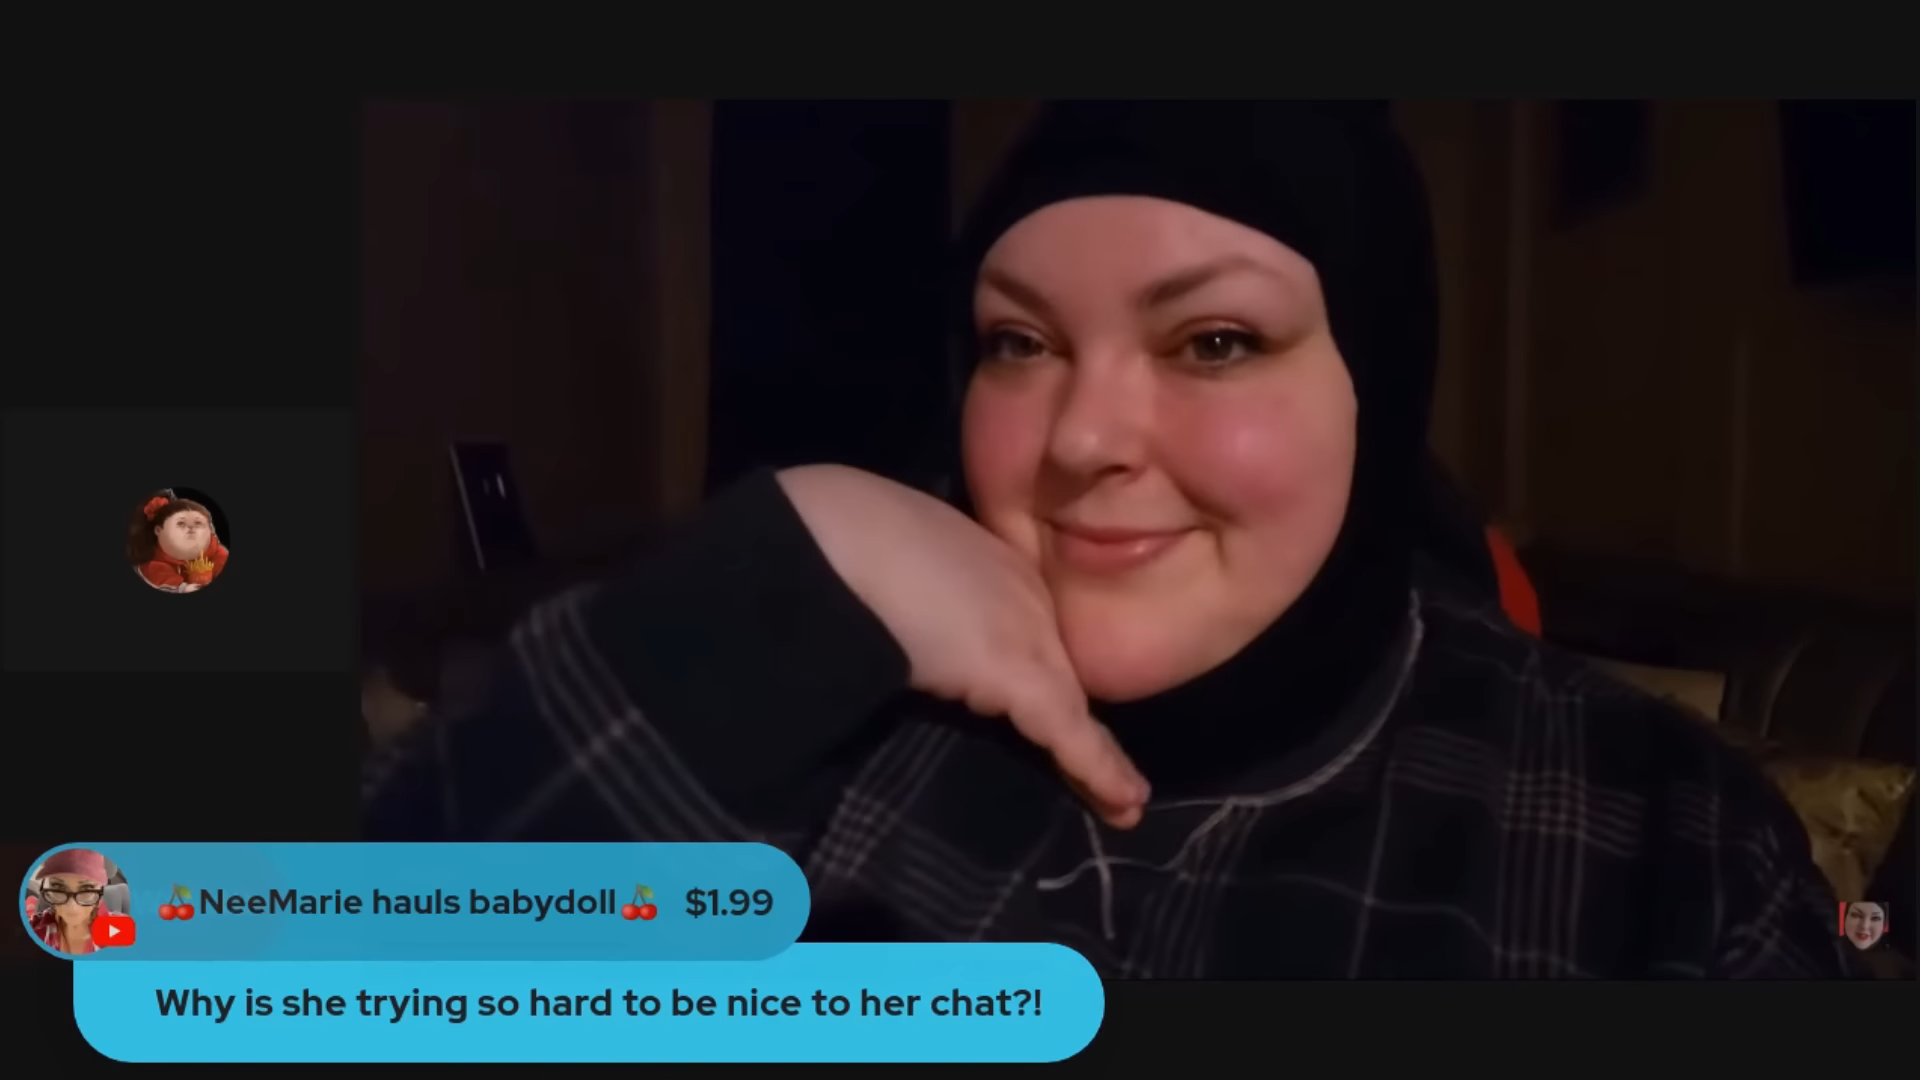 🍒NeeMarie hauls babydoll🍒 $1.99
Why is she trying so hard to be nice to her chat?!